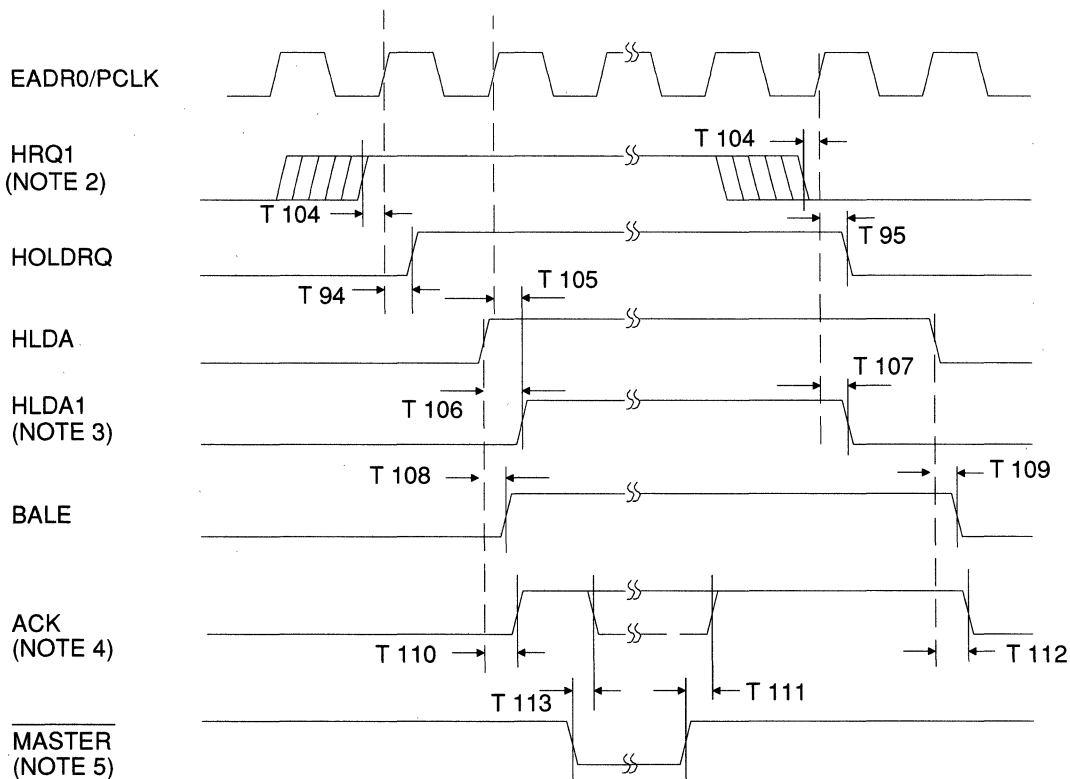 EADR0/PCLK
T 104
HRQ1
(NOTE 2)
T 104
T 95
HOLDRQ
T 94
T 105
HLDA
T 107
T 106
HLDA1
(NOTE 3)
T 108
T 109
BALE
ACK
(NOTE 4)
T 110
T 112
T 113
T 111
MASTER
(NOTE 5)